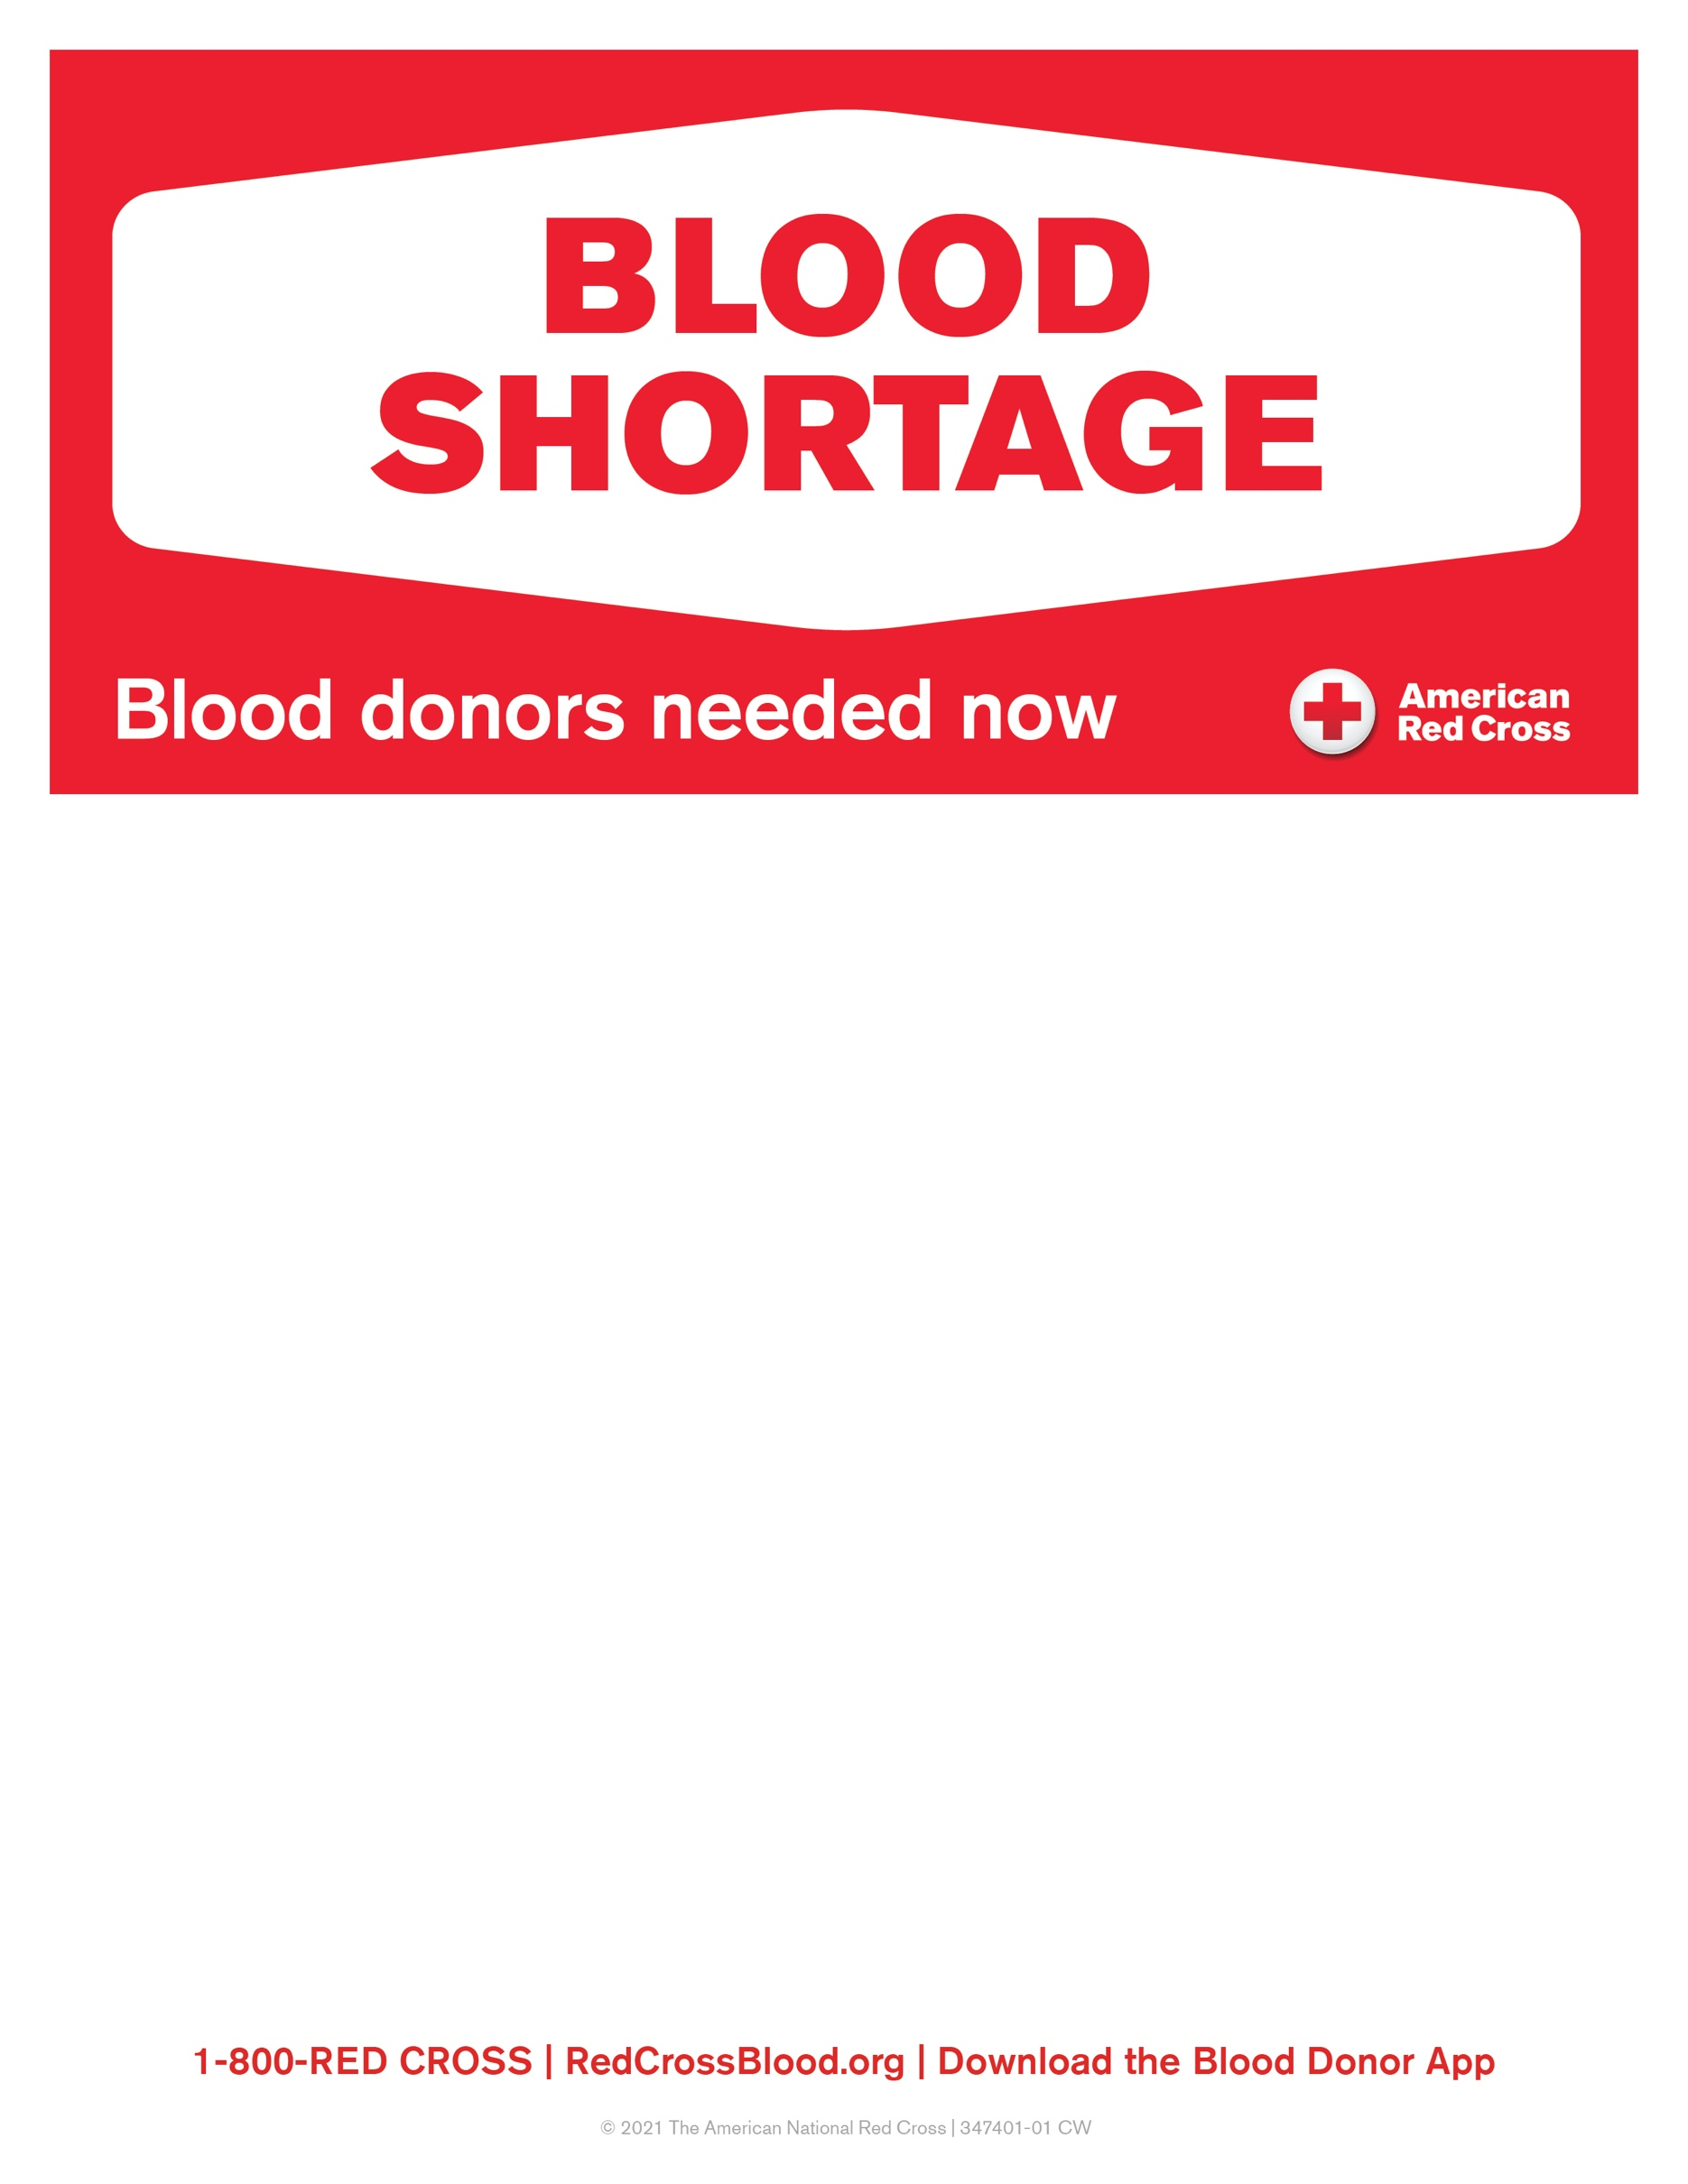 BLOOD
SHORTAGE
Blood donors needed now
American
Red Cross
1-800-RED CROSS | RedCrossBlood.org | Download the Blood Donor App
© 2021 The American National Red Cross | 347401-01 CW